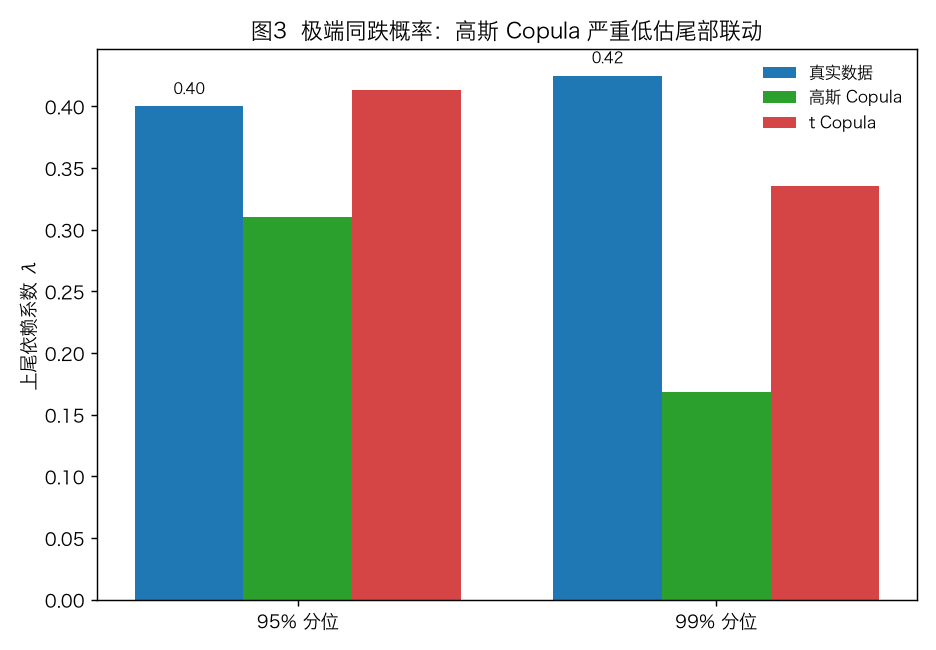 图3 极端同跌概率：高斯 Copula 严重低估尾部联动
真实数据
高斯 Copula
t Copula
0.40
0.42
上尾依赖系数 λ
0.40
0.35
0.30
0.25
0.20
0.15
0.10
0.05
0.00
95% 分位
99% 分位